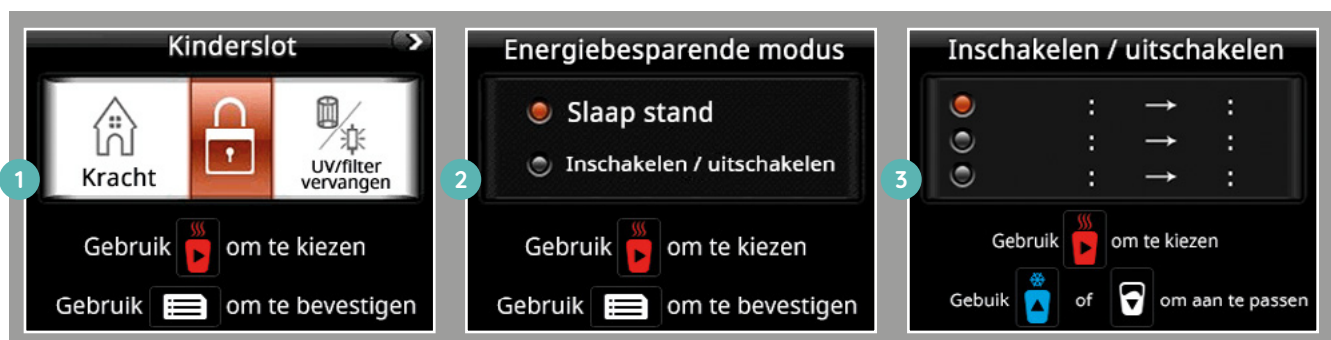 Kinderslot
Kracht
UV/filter
vervangen
1
Gebruik om te kiezen
Gebruik om te bevestigen
Energiebesparende modus
Slaap stand
Inschakelen / uitschakelen
2
Gebruik om te kiezen
Gebruik om te bevestigen
Inschakelen / uitschakelen
: → :
: → :
: → :
3
Gebruik om te kiezen
Gebuik of om aan te passen